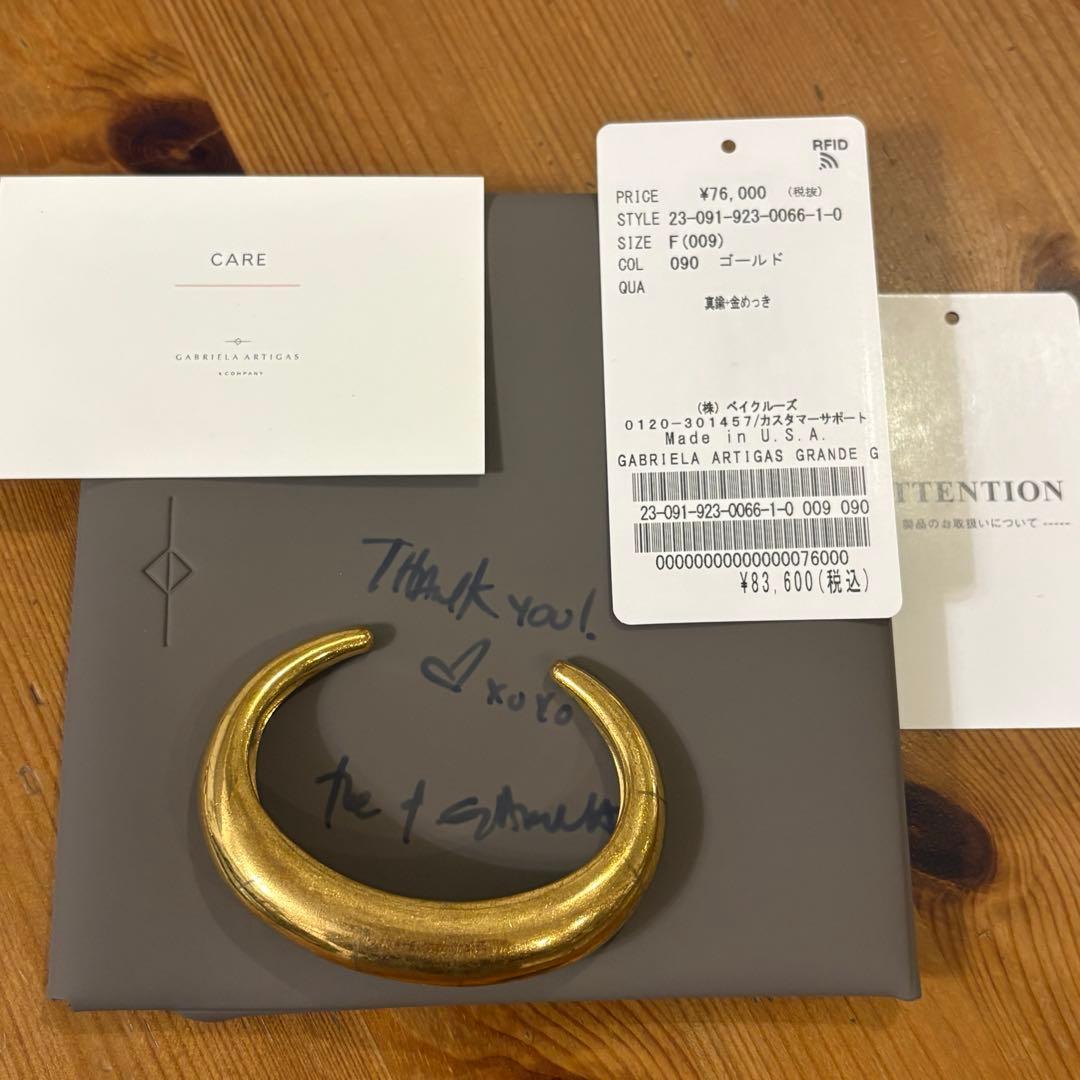 CARE
GABRIELA ARTIGAS
& COMPANY
RFID
PRICE ¥76,000 (税抜)
STYLE 23-091-923-0066-1-0
SIZE F(009)
COL 090 ゴールド
QUA
真鍮+金めっき
(株) ベイクルーズ
0120-301457/カスタマーサポート
Made in U.S.A.
GABRIELA ARTIGAS GRANDE G
23-091-923-0066-1-0 009 090
00000000000000076000
¥83,600(税込)
TTENTION
製品のお取扱いについて -----
THANK YOU!
xoxo